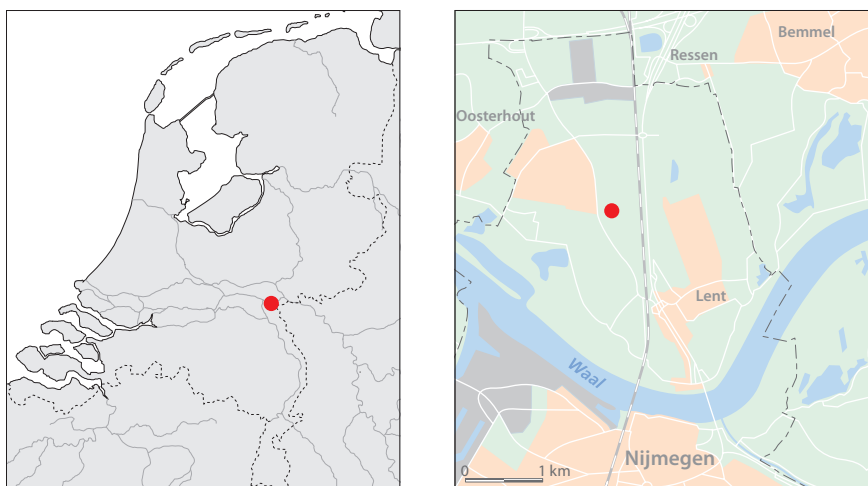 Bemmel
Ressen
Oosterhout
Lent
Waal
Nijmegen
0 1 km